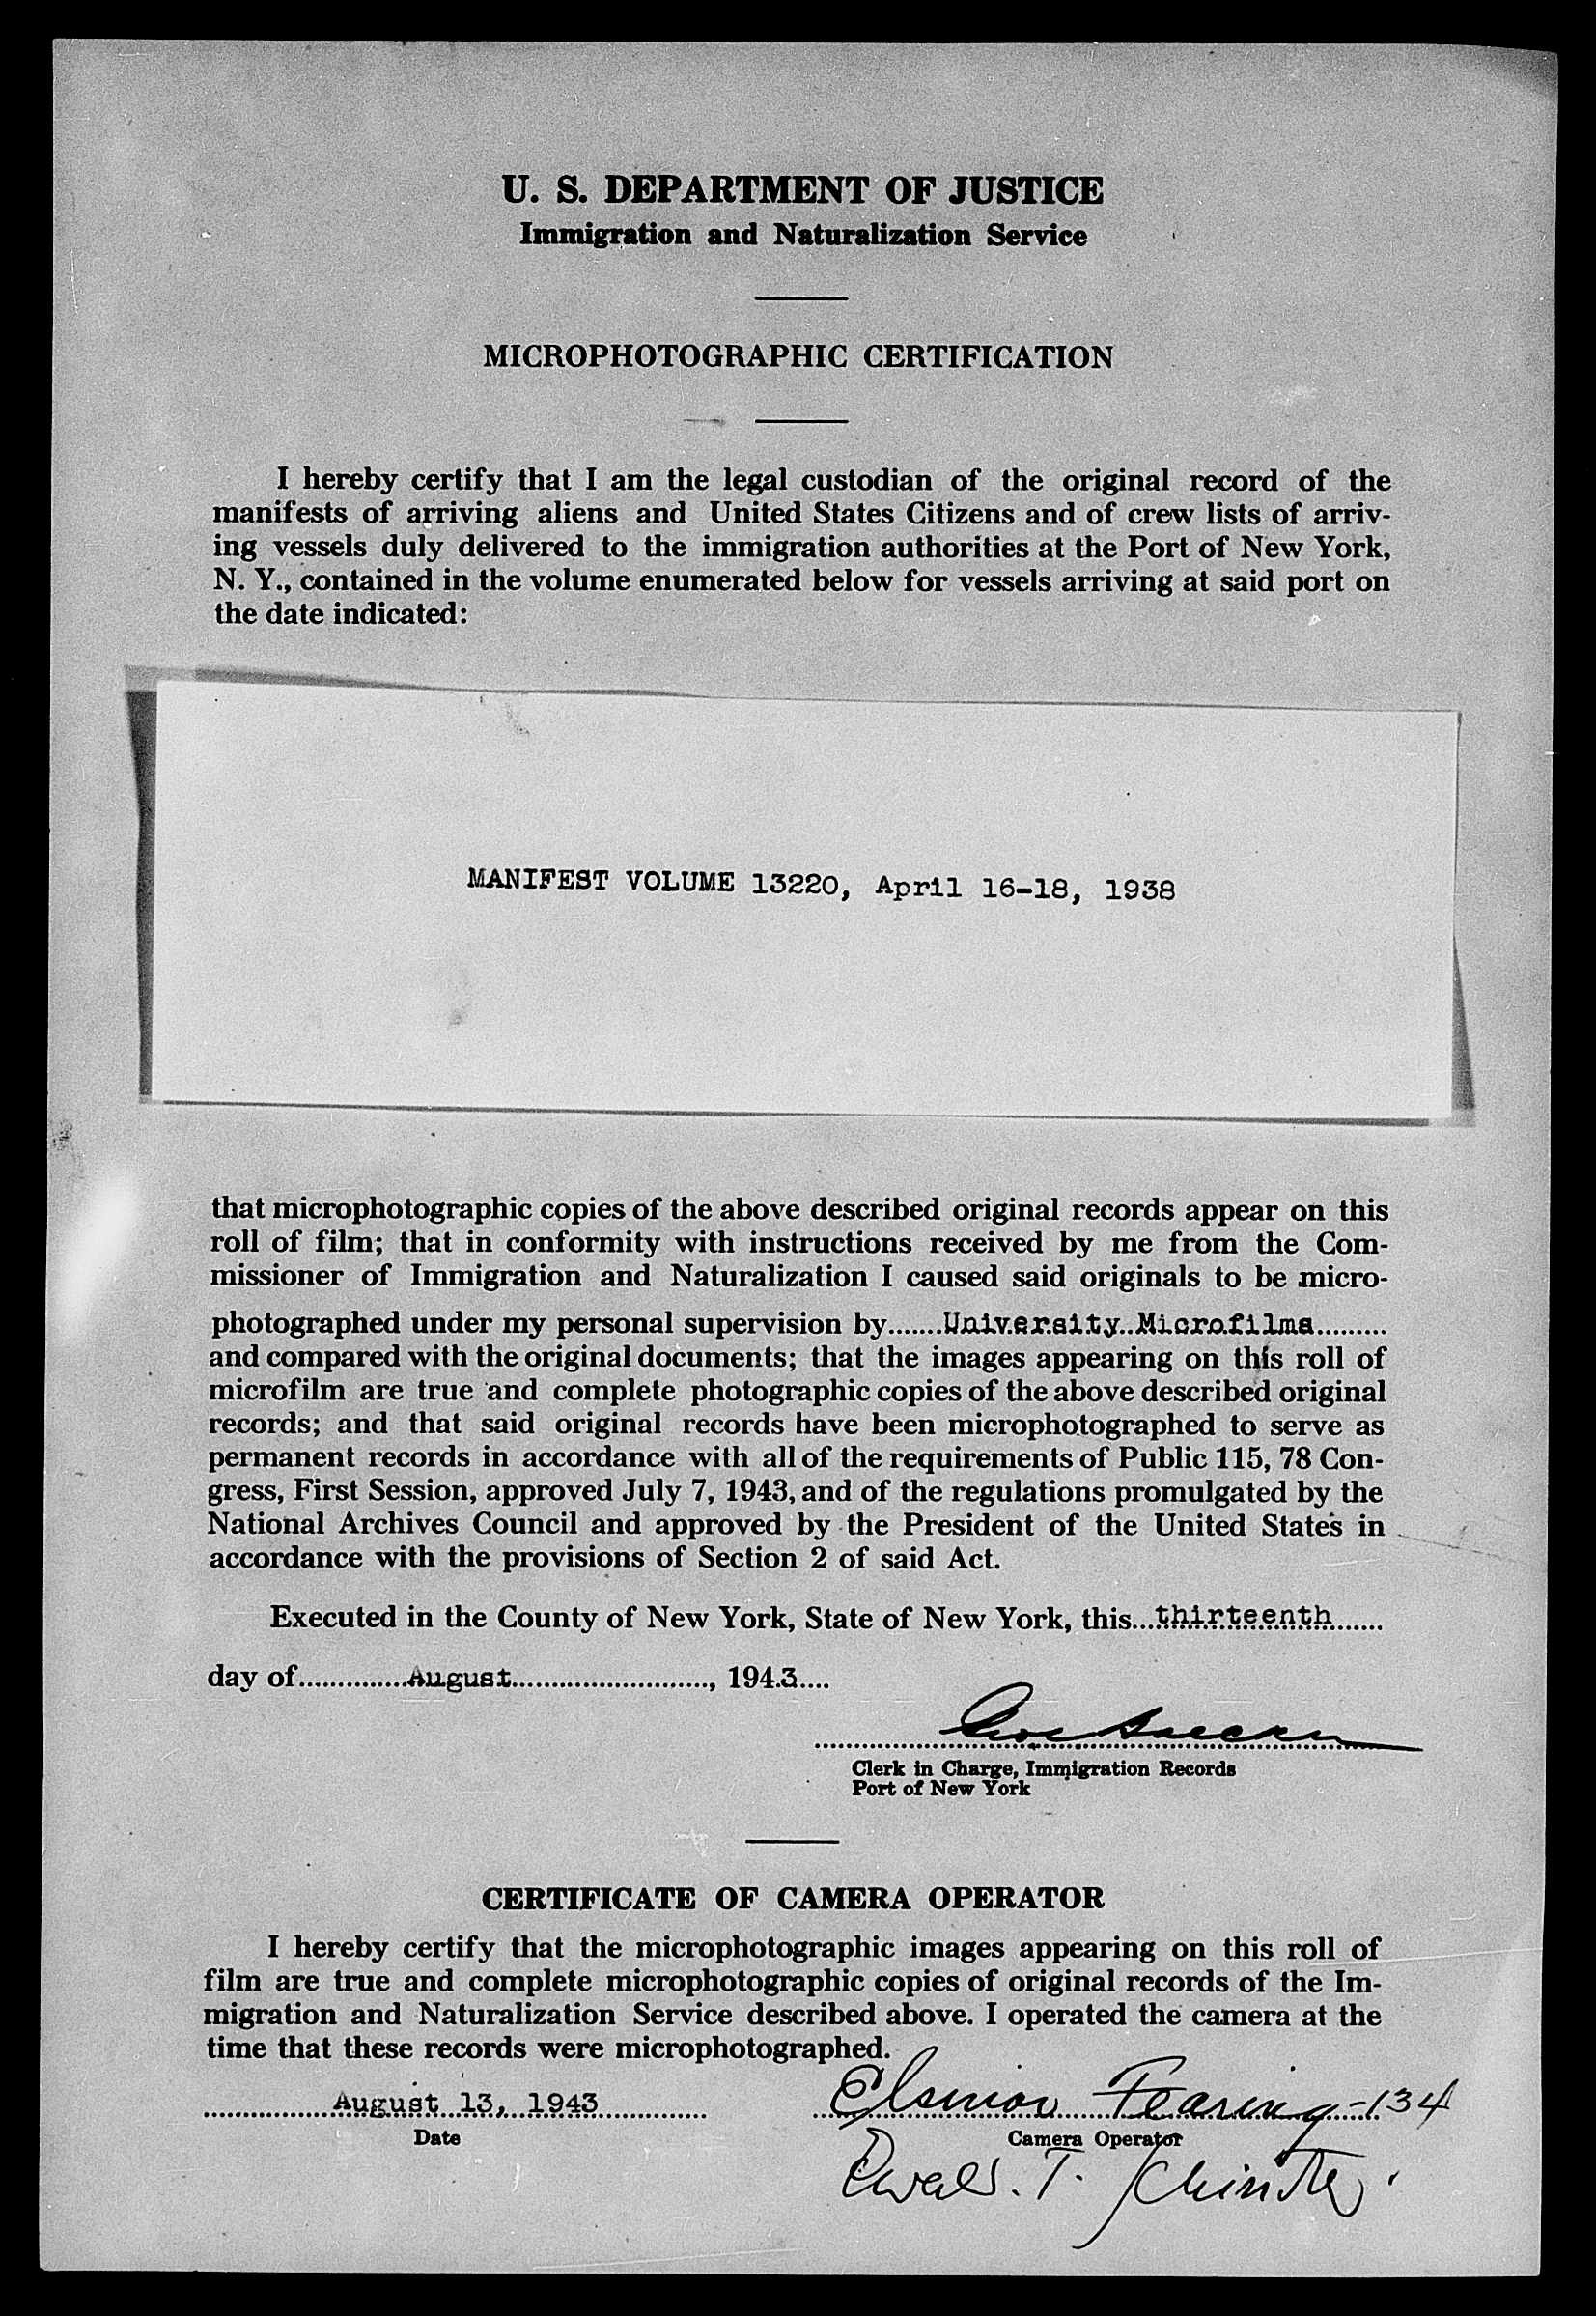 U. S. DEPARTMENT OF JUSTICE
Immigration and Naturalization Service
MICROPHOTOGRAPHIC CERTIFICATION
I hereby certify that I am the legal custodian of the original record of the
manifests of arriving aliens and United States Citizens and of crew lists of arriv-
ing vessels duly delivered to the immigration authorities at the Port of New York,
N. Y., contained in the volume enumerated below for vessels arriving at said port on
the date indicated:
MANIFEST VOLUME 13220, April 16-18, 1938
that microphotographic copies of the above described original records appear on this
roll of film; that in conformity with instructions received by me from the Com-
missioner of Immigration and Naturalization I caused said originals to be micro-
photographed under my personal supervision by University Microfilms
and compared with the original documents; that the images appearing on this roll of
microfilm are true and complete photographic copies of the above described original
records; and that said original records have been microphotographed to serve as
permanent records in accordance with all of the requirements of Public 115, 78 Con-
gress, First Session, approved July 7, 1943, and of the regulations promulgated by the
National Archives Council and approved by the President of the United States in
accordance with the provisions of Section 2 of said Act.
Executed in the County of New York, State of New York, this thirteenth
day of August, 1943
Clerk in Charge, Immigration Records
Port of New York
CERTIFICATE OF CAMERA OPERATOR
I hereby certify that the microphotographic images appearing on this roll of
film are true and complete microphotographic copies of original records of the Im-
migration and Naturalization Service described above. I operated the camera at the
time that these records were microphotographed.
August 13, 1943 Fearing-134
Date Camera Operator
T.